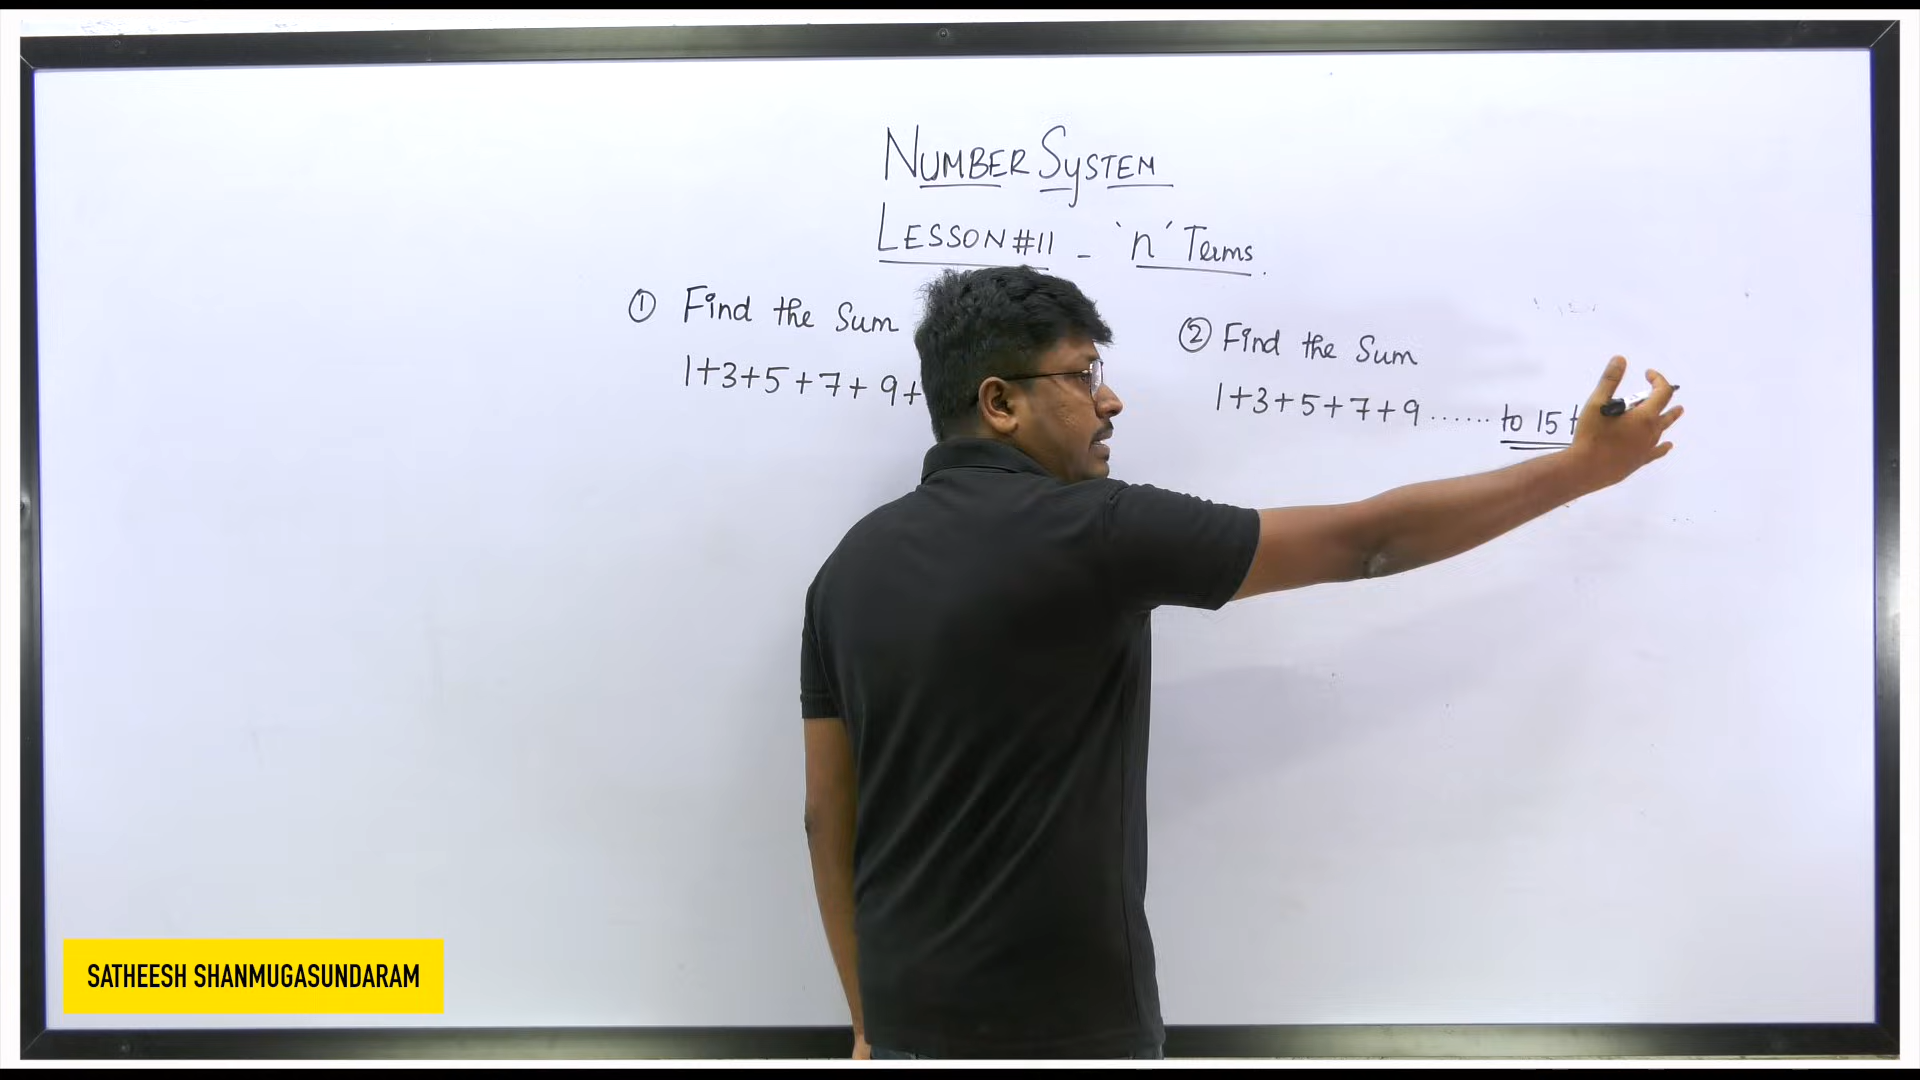 NUMBER SYSTEM
LESSON #11 - 'n' Terms.
① Find the Sum
1+3+5+7+9+
② Find the Sum
1+3+5+7+9...... to 15
SATHEESH SHANMUGASUNDARAM